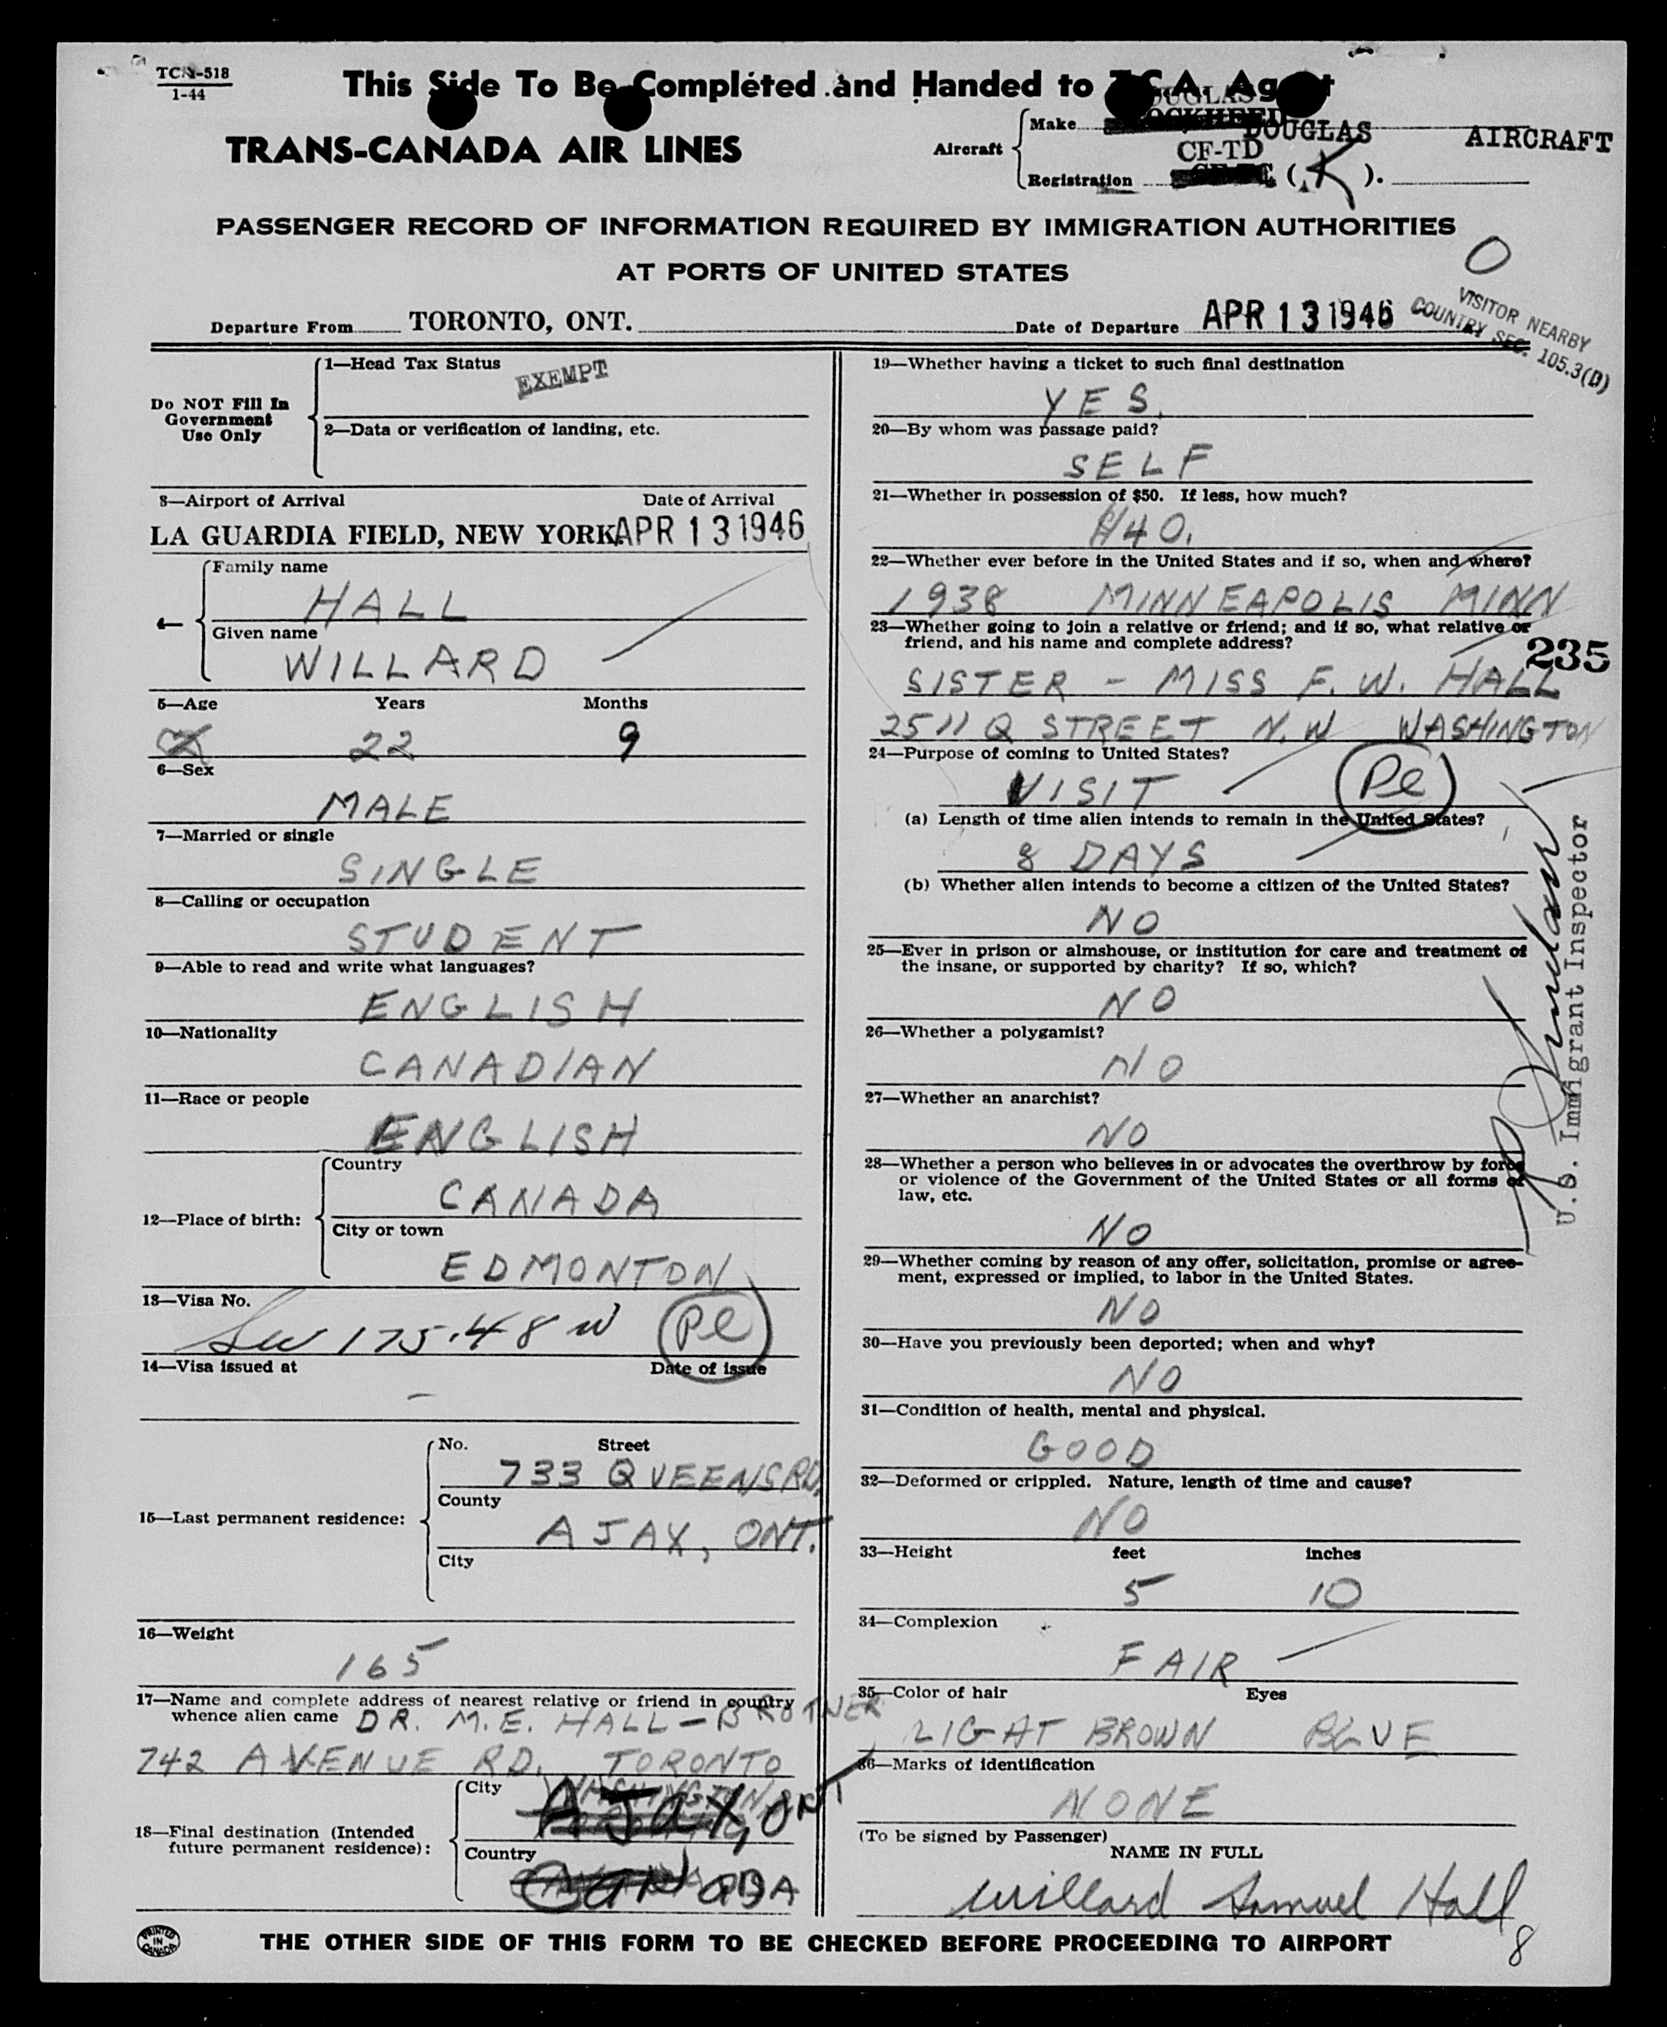 TCA-518
1-44
This Side To Be Completed and Handed to T.C.A. Agent
TRANS-CANADA AIR LINES
Aircraft
Make
DOUGLAS
LOCKHEED
DOUGLAS AIRCRAFT
CF-TD
Registration (K).
PASSENGER RECORD OF INFORMATION REQUIRED BY IMMIGRATION AUTHORITIES
AT PORTS OF UNITED STATES
O
VISITOR NEARBY
COUNTRY SEC. 105.3(D)
Departure From TORONTO, ONT. Date of Departure APR 13 1946
Do NOT Fill In
Government
Use Only
1—Head Tax Status
EXEMPT
2—Data or verification of landing, etc.
3—Airport of Arrival Date of Arrival
LA GUARDIA FIELD, NEW YORK. APR 13 1946
4—
Family name
HALL
Given name
WILLARD
5—Age Years Months
22 9
6—Sex
MALE
7—Married or single
SINGLE
8—Calling or occupation
STUDENT
9—Able to read and write what languages?
ENGLISH
10—Nationality
CANADIAN
11—Race or people
ENGLISH
12—Place of birth:
Country
CANADA
City or town
EDMONTON
13—Visa No.
Sec 175.48 W Pl
14—Visa issued at Date of issue
–
15—Last permanent residence:
No. Street
733 QUEENS RD.
County
AJAX, ONT.
City
16—Weight
165
17—Name and complete address of nearest relative or friend in country
whence alien came DR. M.E. HALL - BROTHER
742 AVENUE RD. TORONTO
18—Final destination (Intended
future permanent residence):
City
WASHINGTON
AJAX, ONT
Country
CANADA
19—Whether having a ticket to such final destination
YES.
20—By whom was passage paid?
SELF
21—Whether in possession of $50. If less, how much?
$40.
22—Whether ever before in the United States and if so, when and where?
1938 MINNEAPOLIS MINN
23—Whether going to join a relative or friend; and if so, what relative or
friend, and his name and complete address?
235
SISTER - MISS F. W. HALL
2511 Q STREET N.W WASHINGTON
24—Purpose of coming to United States?
VISIT Pl
(a) Length of time alien intends to remain in the United States?
8 DAYS
(b) Whether alien intends to become a citizen of the United States?
NO
25—Ever in prison or almshouse, or institution for care and treatment of
the insane, or supported by charity? If so, which?
NO
26—Whether a polygamist?
NO
27—Whether an anarchist?
NO
28—Whether a person who believes in or advocates the overthrow by force
or violence of the Government of the United States or all forms of
law, etc.
NO
29—Whether coming by reason of any offer, solicitation, promise or agree-
ment, expressed or implied, to labor in the United States.
NO
30—Have you previously been deported; when and why?
NO
31—Condition of health, mental and physical.
GOOD
32—Deformed or crippled. Nature, length of time and cause?
NO
33—Height feet inches
5 10
34—Complexion
FAIR
35—Color of hair Eyes
LIGHT BROWN BLUE
36—Marks of identification
NONE
(To be signed by Passenger)
NAME IN FULL
Willard Samuel Hall
U.S. Immigrant Inspector
PRINTED
IN
CANADA
THE OTHER SIDE OF THIS FORM TO BE CHECKED BEFORE PROCEEDING TO AIRPORT
8